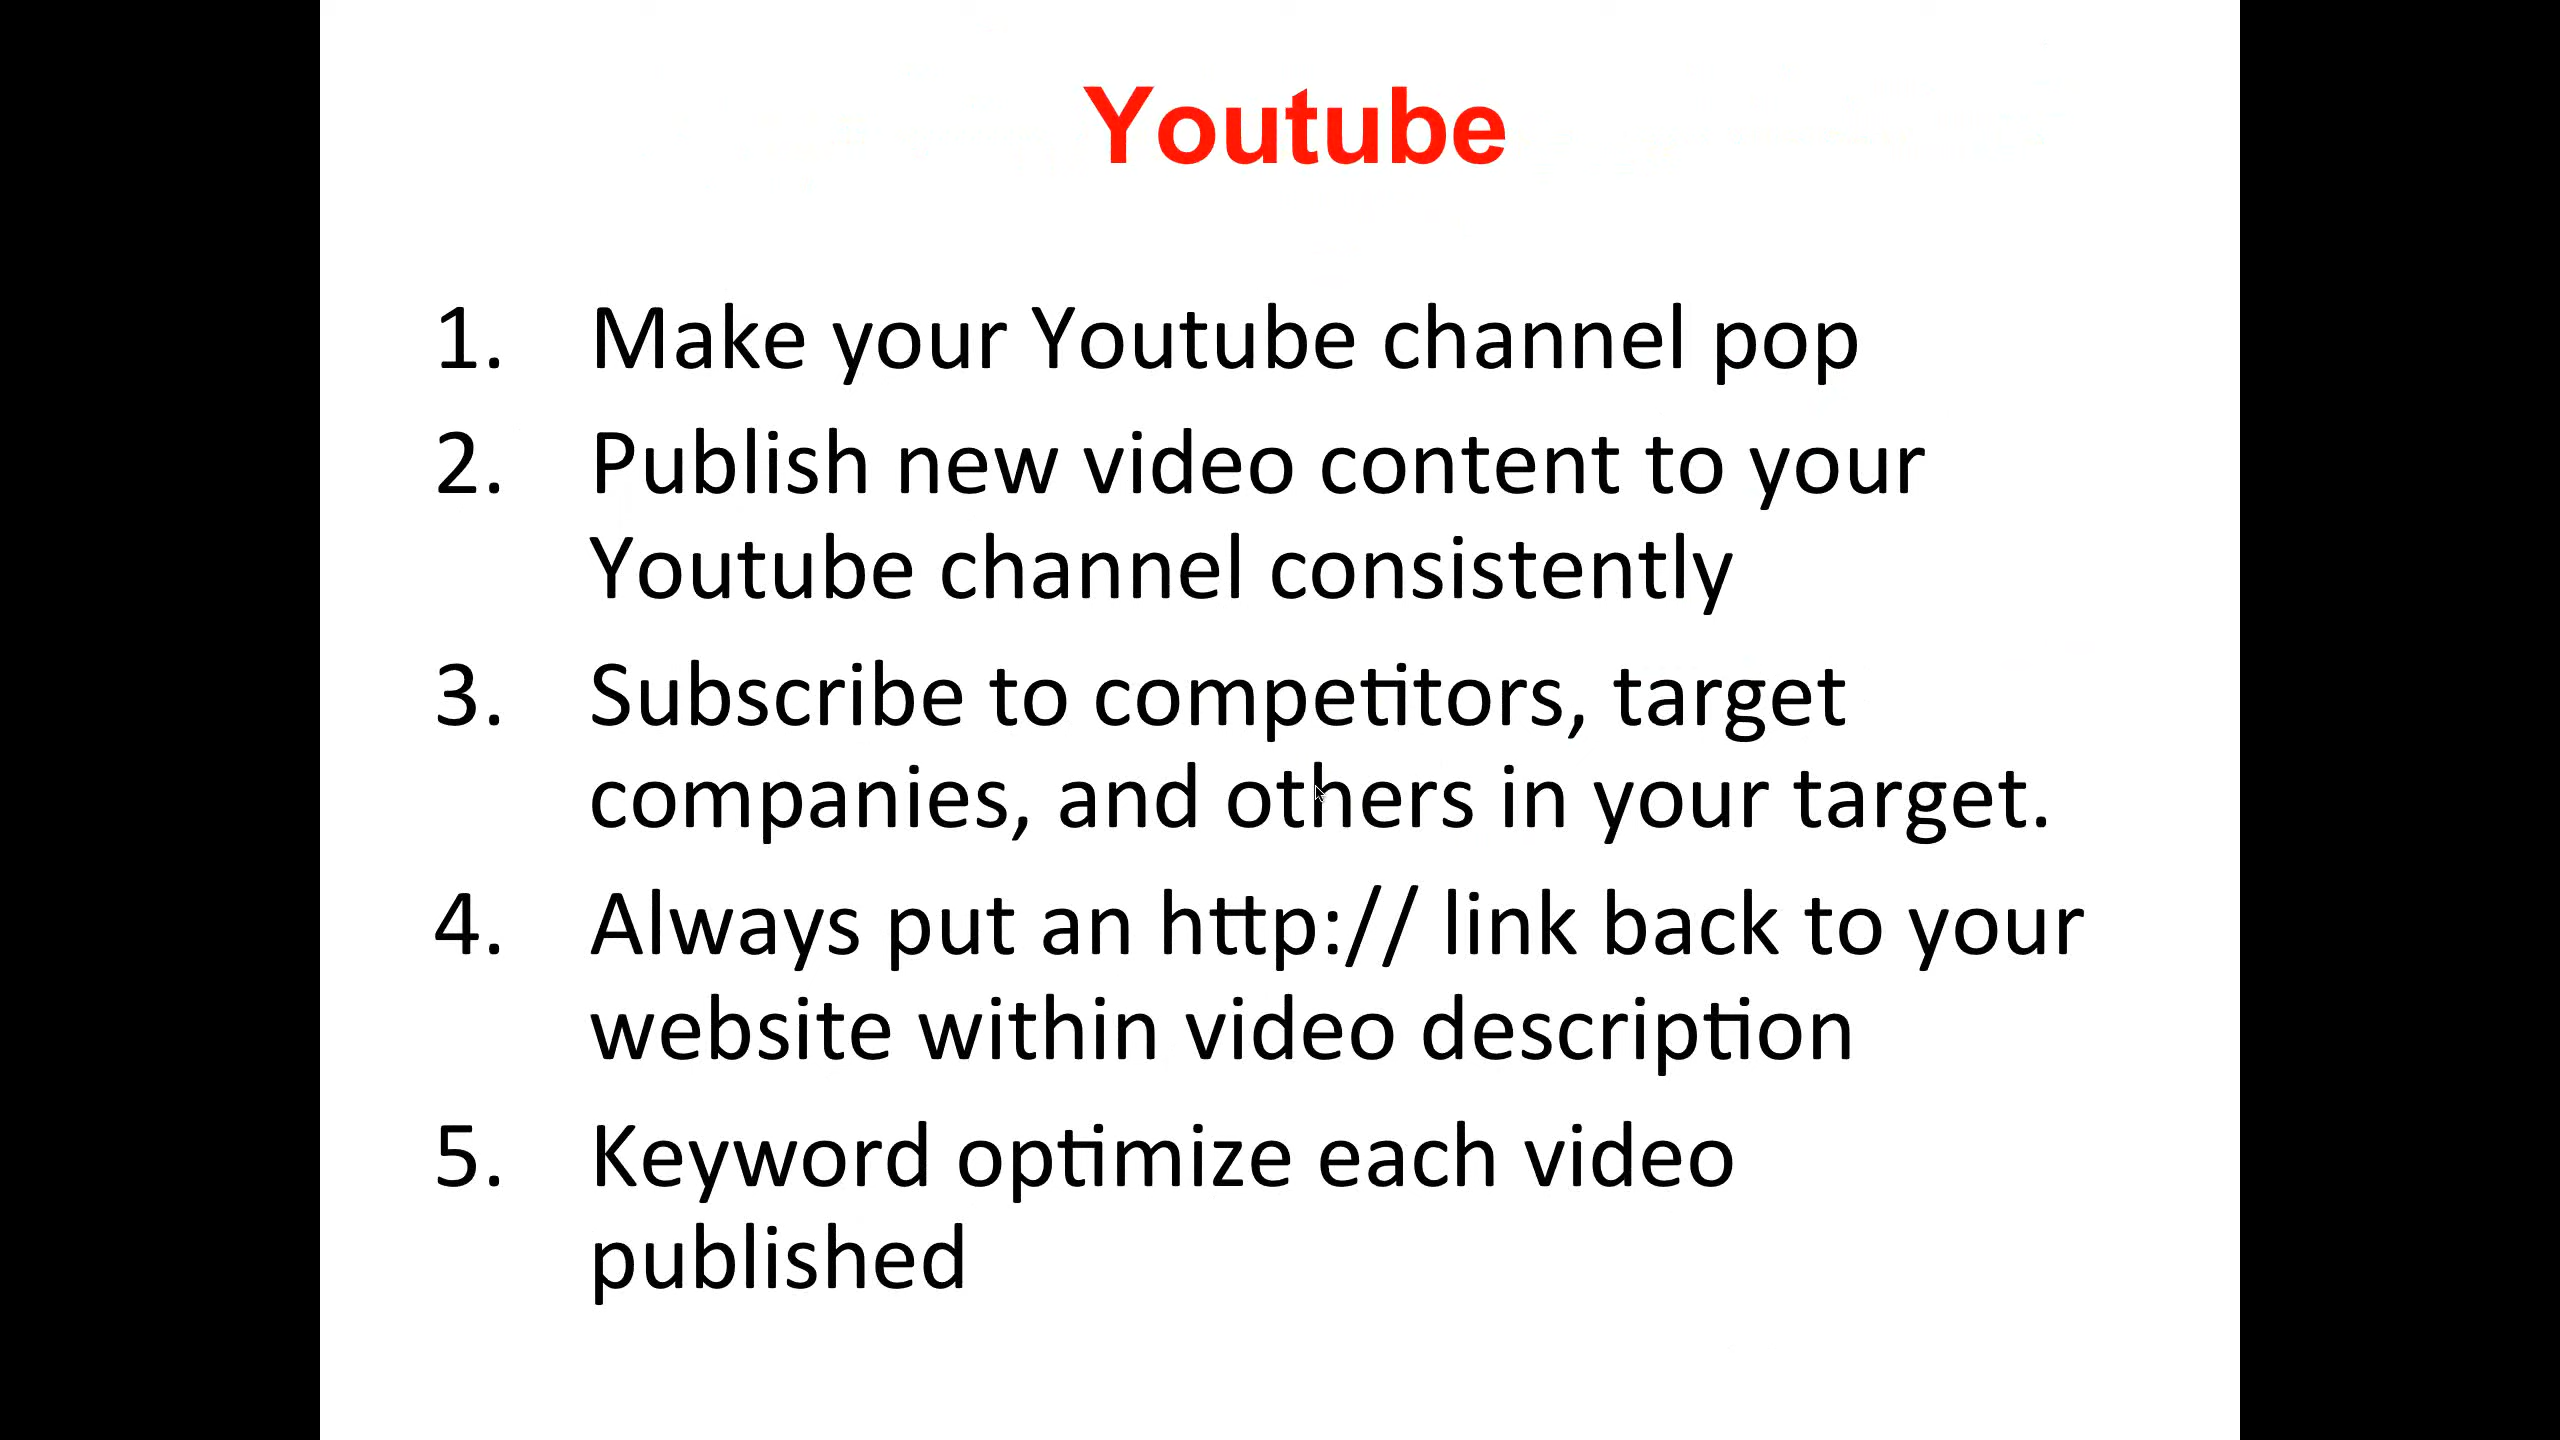 Youtube
1. Make your Youtube channel pop
2. Publish new video content to your
Youtube channel consistently
3. Subscribe to competitors, target
companies, and others in your target.
4. Always put an http:// link back to your
website within video description
5. Keyword optimize each video
published